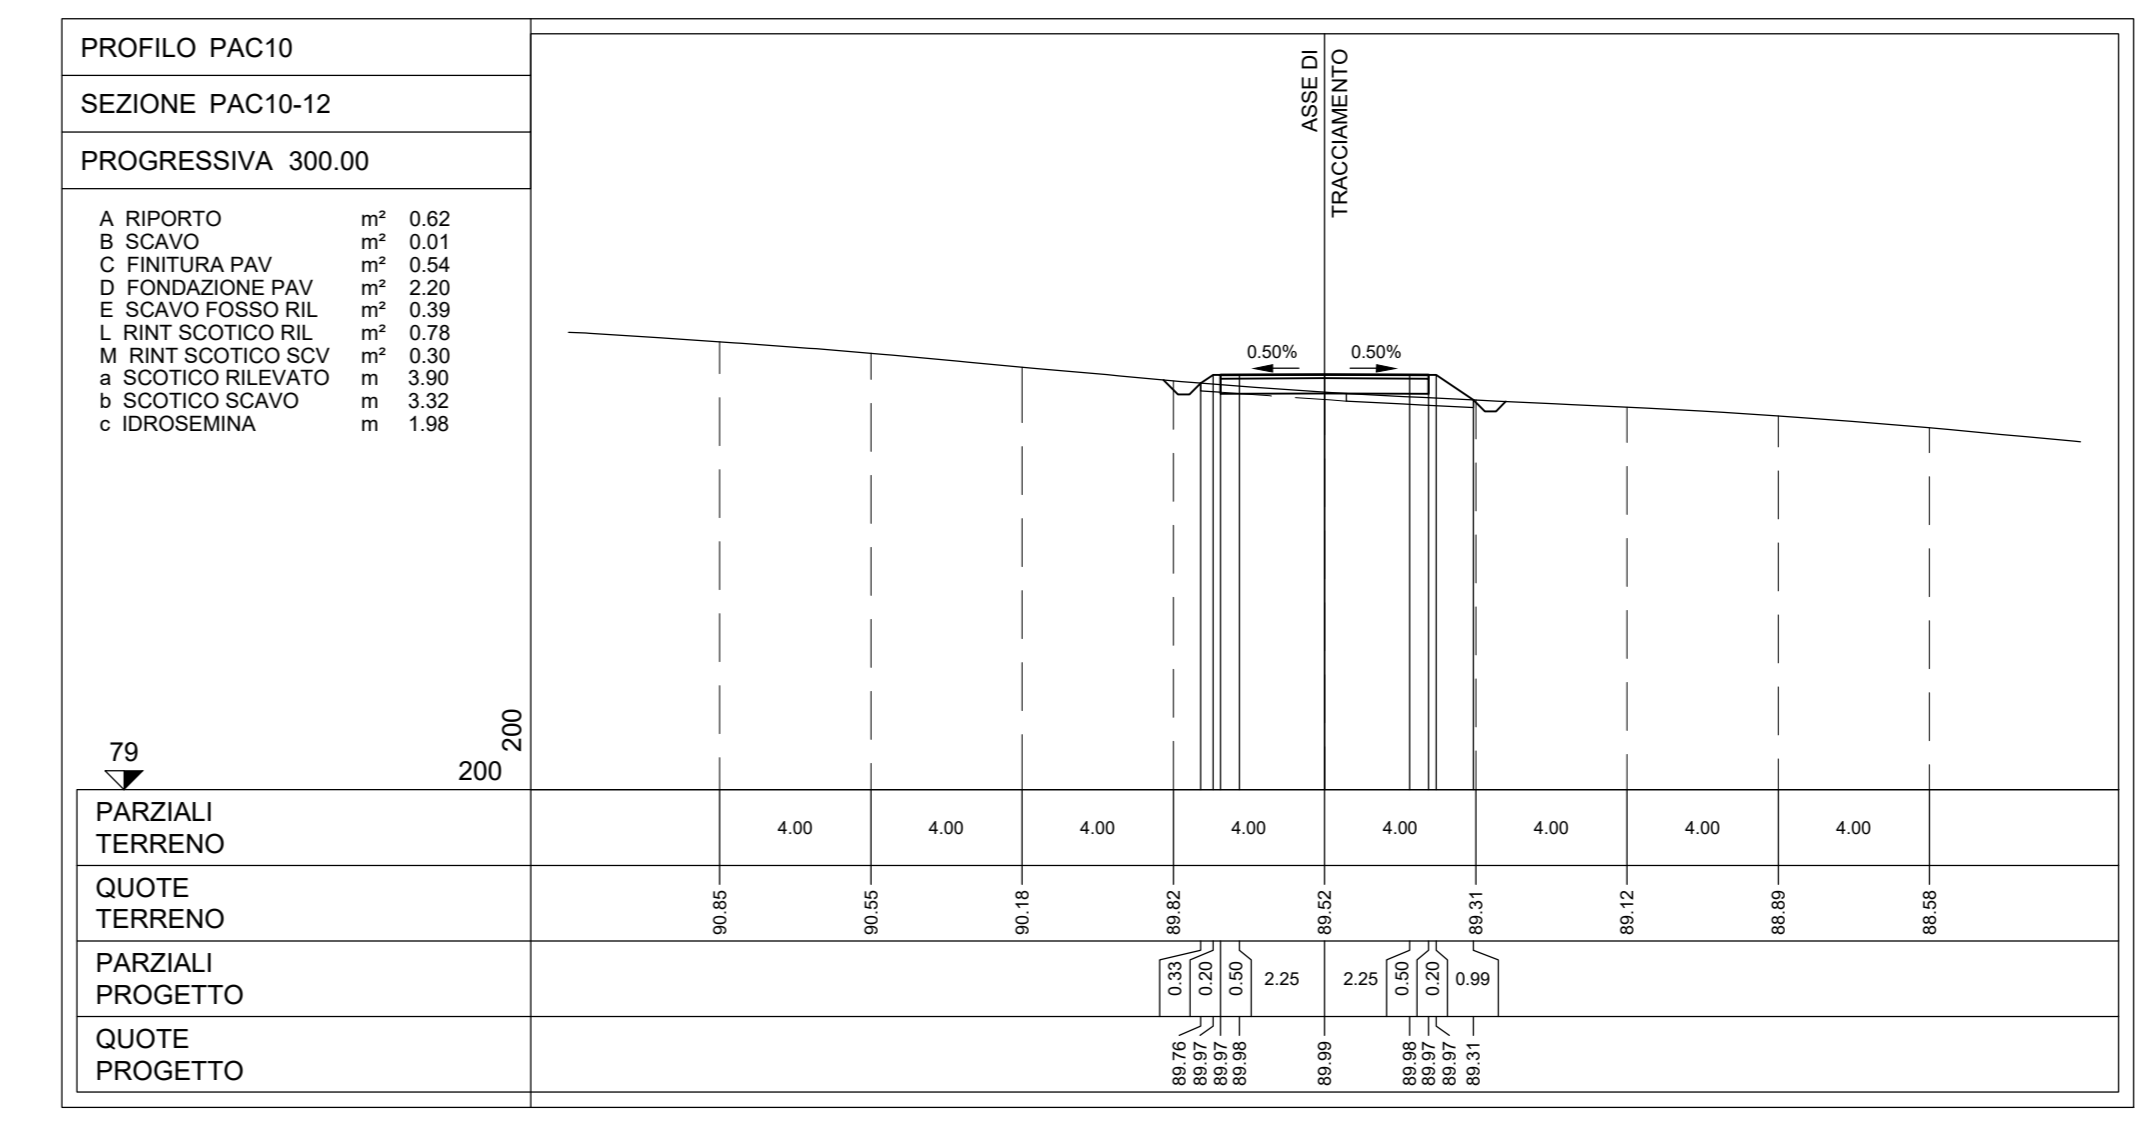 PROFILO PAC10
SEZIONE PAC10-12
PROGRESSIVA 300.00
A RIPORTO m² 0.62
B SCAVO m² 0.01
C FINITURA PAV m² 0.54
D FONDAZIONE PAV m² 2.20
E SCAVO FOSSO RIL m² 0.39
L RINT SCOTICO RIL m² 0.78
M RINT SCOTICO SCV m² 0.30
a SCOTICO RILEVATO m 3.90
b SCOTICO SCAVO m 3.32
c IDROSEMINA m 1.98
ASSE DI
TRACCIAMENTO
0.50% 0.50%
79
200
200
PARZIALI
TERRENO
4.00 4.00 4.00 4.00 4.00 4.00 4.00 4.00
QUOTE
TERRENO
90.85 90.55 90.18 89.82 89.52 89.31 89.12 88.89 88.58
PARZIALI
PROGETTO
0.33 0.20 0.50 2.25 2.25 0.50 0.20 0.99
QUOTE
PROGETTO
89.76 89.97 89.97 89.98 89.99 89.98 89.97 89.97 89.31